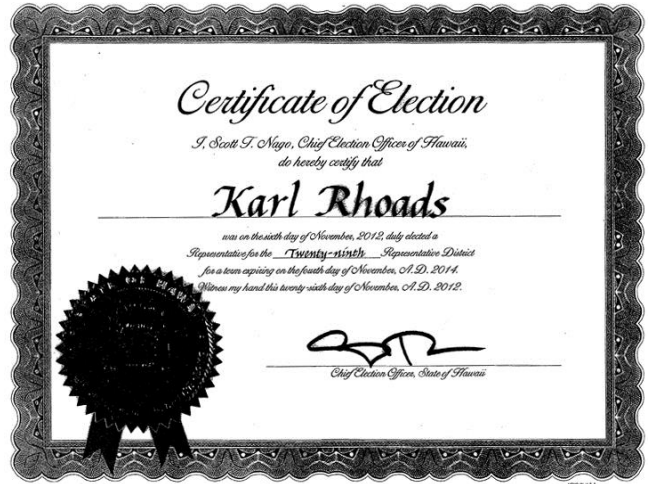 Certificate of Election
I, Scott T. Nago, Chief Election Officer of Hawaii,
do hereby certify that
Karl Rhoads
was on the sixth day of November, 2012, duly elected a
Representative for the Twenty-ninth Representative District
for a term expiring on the fourth day of November, A.D. 2014.
Witness my hand this twenty-sixth day of November, A.D. 2012.
Chief Election Officer, State of Hawaii